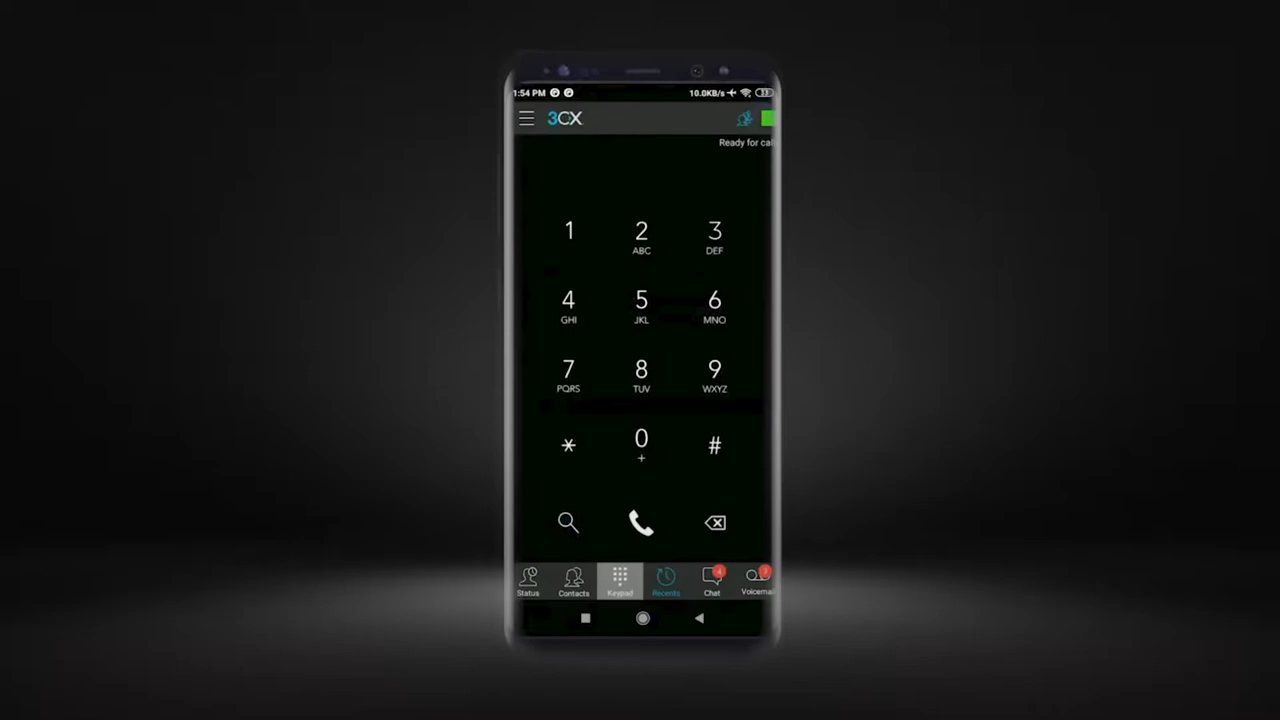 1:54 PM 10.0KB/s 33
3CX
Ready for cal
1 2 3
ABC DEF
4 5 6
GHI JKL MNO
7 8 9
PQRS TUV WXYZ
* 0 #
+
4
Status Contacts Keypad Recents Chat Voicemai